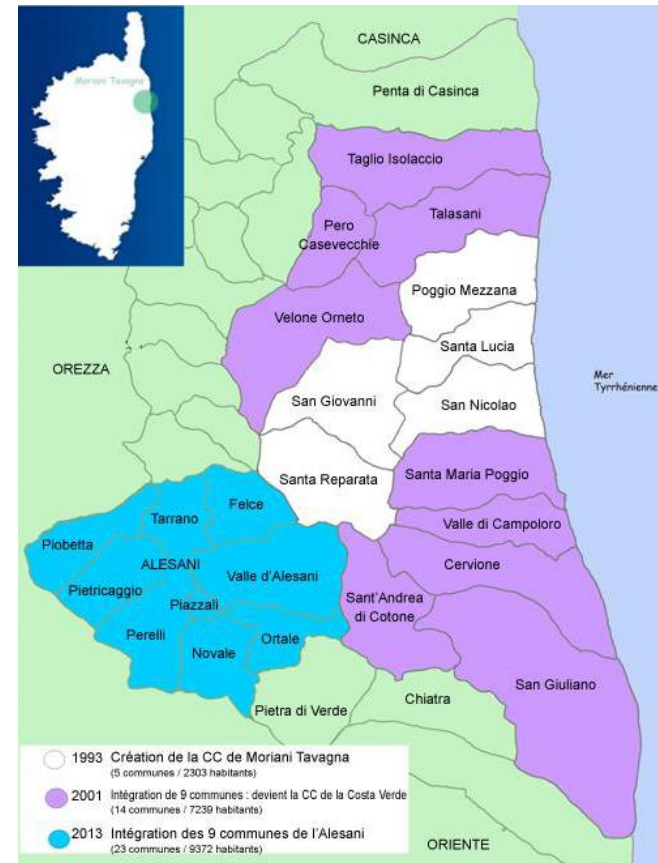 Moriani Tavagna
CASINCA
Penta di Casinca
Taglio Isolaccio
Talasani
Pero
Casevecchie
Poggio Mezzana
Velone Orneto
Santa Lucia
OREZZA
Mer
Tyrrhénienne
San Giovanni
San Nicolao
Santa Reparata
Santa Maria Poggio
Felce
Tarrano
Valle di Campoloro
Piobetta
ALESANI
Cervione
Valle d'Alesani
Pietricaggio
Piazzali
Sant'Andrea
di Cotone
Perelli
Ortale
Novale
San Giuliano
Chiatra
Pietra di Verde
1993 Création de la CC de Moriani Tavagna
(5 communes / 2303 habitants)
2001 Intégration de 9 communes : devient la CC de la Costa Verde
(14 communes / 7239 habitants)
2013 Intégration des 9 communes de l'Alesani
(23 communes / 9372 habitants)
ORIENTE